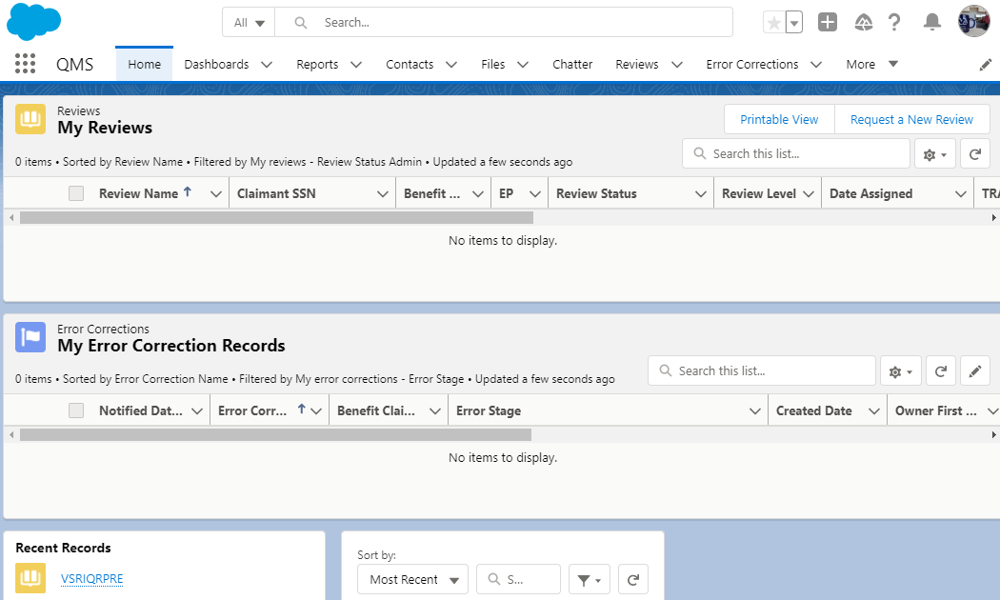 All Search...
QMS Home Dashboards Reports Contacts Files Chatter Reviews Error Corrections More
Reviews
My Reviews
Printable View Request a New Review
0 items • Sorted by Review Name • Filtered by My reviews - Review Status Admin • Updated a few seconds ago
Search this list...
Review Name Claimant SSN Benefit ... EP Review Status Review Level Date Assigned TRA
No items to display.
Error Corrections
My Error Correction Records
0 items • Sorted by Error Correction Name • Filtered by My error corrections - Error Stage • Updated a few seconds ago
Search this list...
Notified Dat... Error Corr... Benefit Clai... Error Stage Created Date Owner First ...
No items to display.
Recent Records
VSRIQRPRE
Sort by:
Most Recent S...